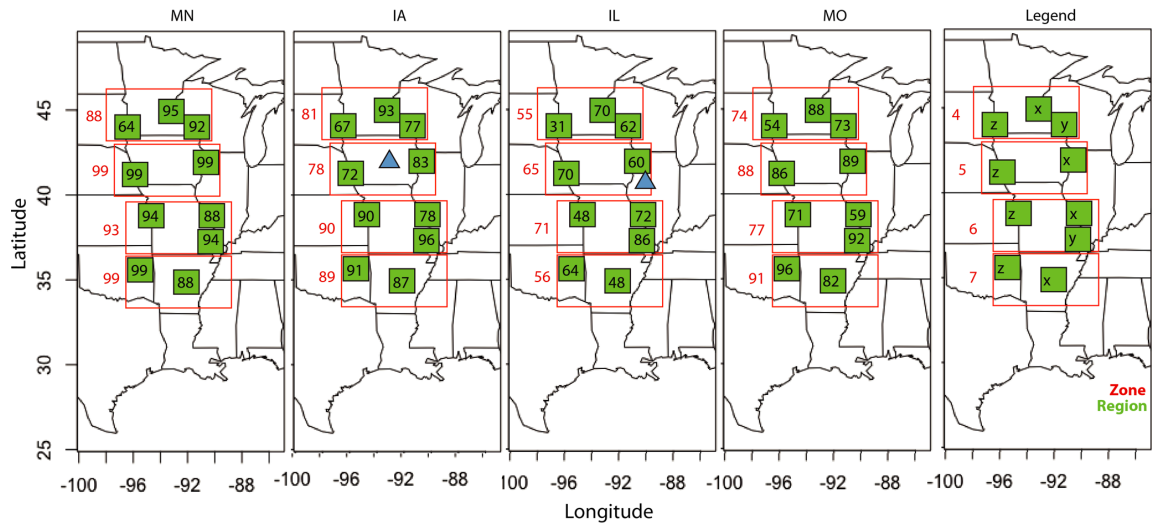 MN IA IL MO Legend
95 93 70 88 x
88 81 55 74 4
64 92 67 77 31 62 54 73 z y
45
99 83 60 89 x
99 78 65 88 5
99 72 70 86 z
40
94 88 90 78 48 72 71 59 z x
93 90 71 77 6
94 96 86 92 y
99 91 64 96 z
99 89 56 91 7
88 87 48 82 x
35
30
25
Latitude
Zone
Region
-100 -96 -92 -88 -100 -96 -92 -88 100 -96 -92 -88 -100 -96 -92 -88 -100 -96 -92 -88
Longitude